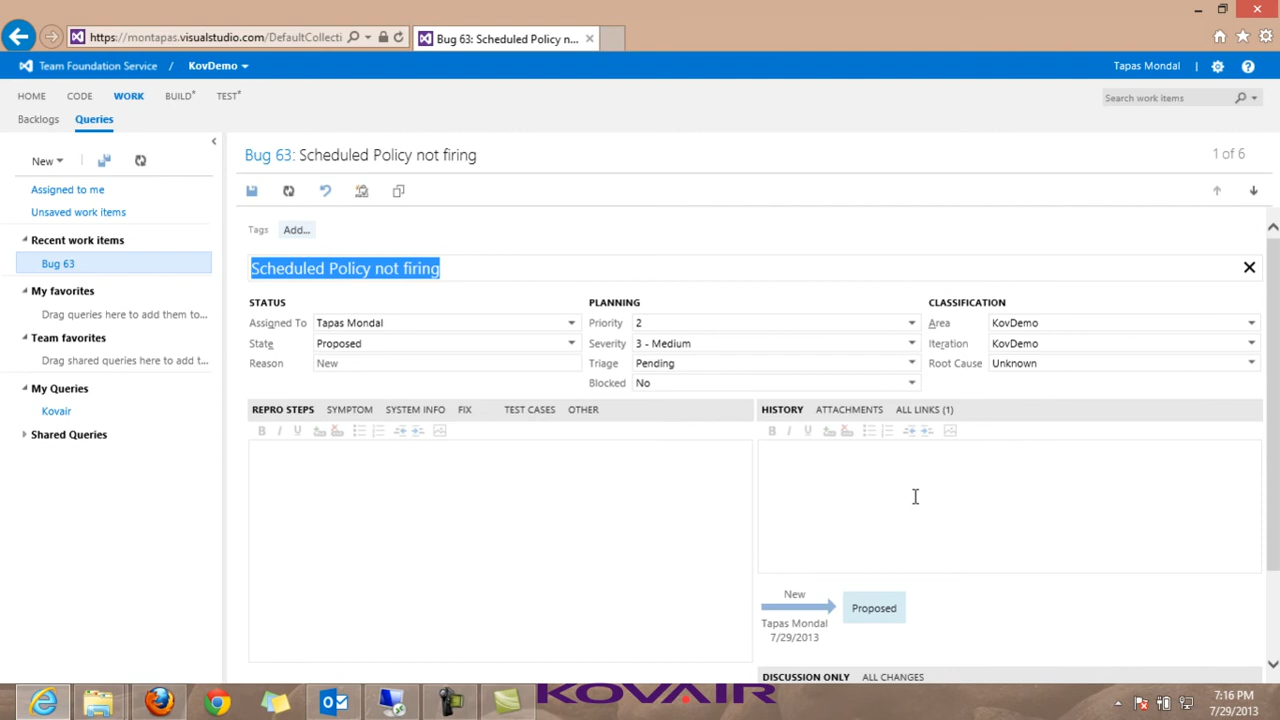 https://montapas.visualstudio.com/DefaultCollecti
Bug 63: Scheduled Policy n...
Team Foundation Service / KovDemo
Tapas Mondal
HOME CODE WORK BUILD* TEST*
Search work items
Backlogs Queries
New
Assigned to me
Unsaved work items
Recent work items
Bug 63
My favorites
Drag queries here to add them to...
Team favorites
Drag shared queries here to add t...
My Queries
Kovair
Shared Queries
Bug 63: Scheduled Policy not firing
1 of 6
Tags Add...
Scheduled Policy not firing
STATUS
Assigned To Tapas Mondal
State Proposed
Reason New
PLANNING
Priority 2
Severity 3 - Medium
Triage Pending
Blocked No
CLASSIFICATION
Area KovDemo
Iteration KovDemo
Root Cause Unknown
REPRO STEPS SYMPTOM SYSTEM INFO FIX TEST CASES OTHER
B I U
HISTORY ATTACHMENTS ALL LINKS (1)
B I U
New
Proposed
Tapas Mondal
7/29/2013
DISCUSSION ONLY ALL CHANGES
KOVAIR
7:16 PM
7/29/2013